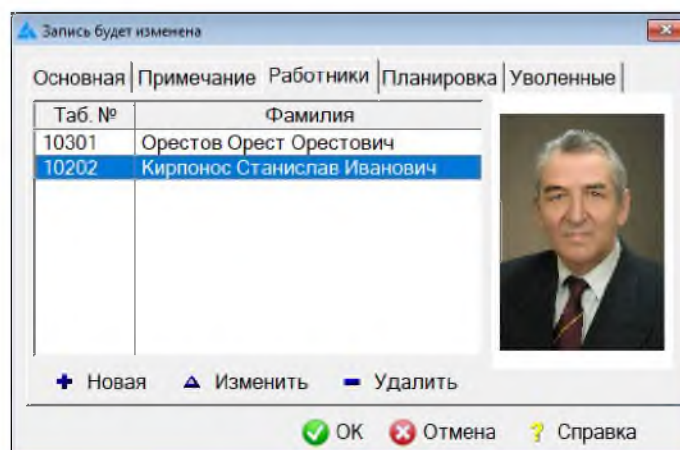 Запись будет изменена
Основная Примечание Работники Планировка Уволенные
Таб. № Фамилия
10301 Орестов Орест Орестович
10202 Кирпонос Станислав Иванович
Новая Изменить Удалить
OK Отмена ? Справка